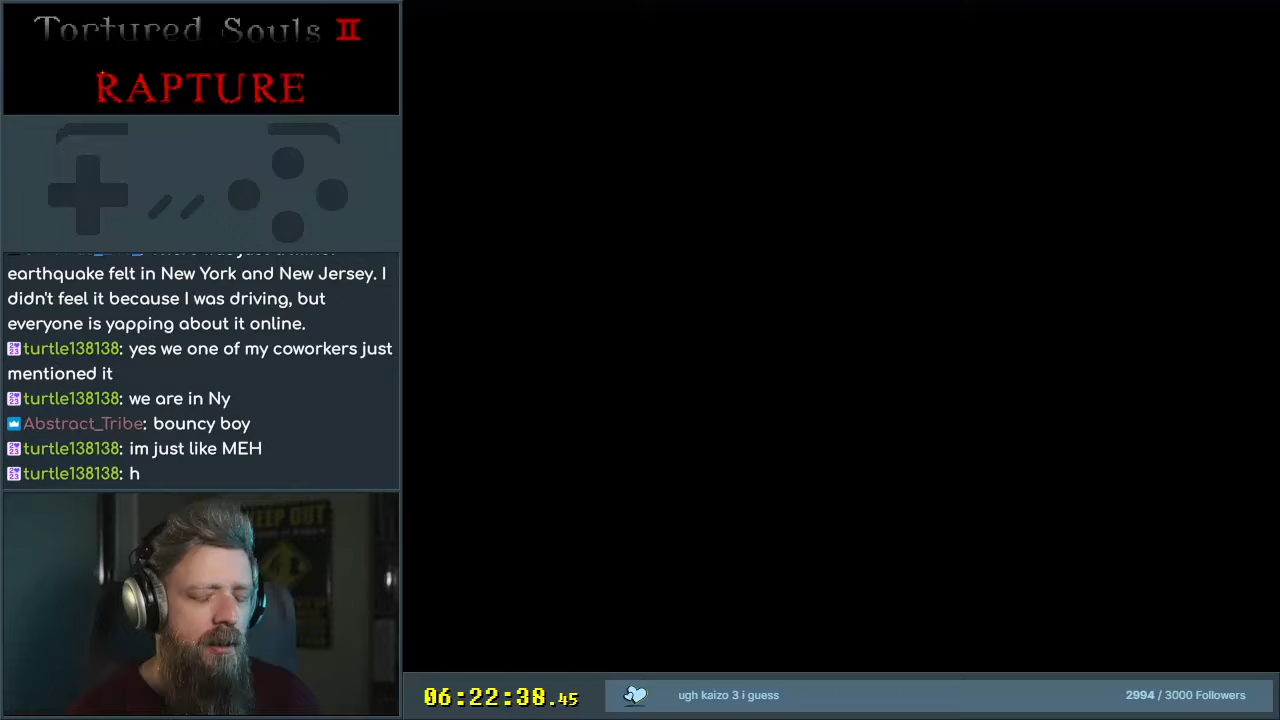 Tortured Souls II
RAPTURE
earthquake felt in New York and New Jersey. I
didn't feel it because I was driving, but
everyone is yapping about it online.
turtle138138: yes we one of my coworkers just
mentioned it
turtle138138: we are in Ny
Abstract_Tribe: bouncy boy
turtle138138: im just like MEH
turtle138138: h
KEEP OUT
06:22:38.45
ugh kaizo 3 i guess
2994 / 3000 Followers